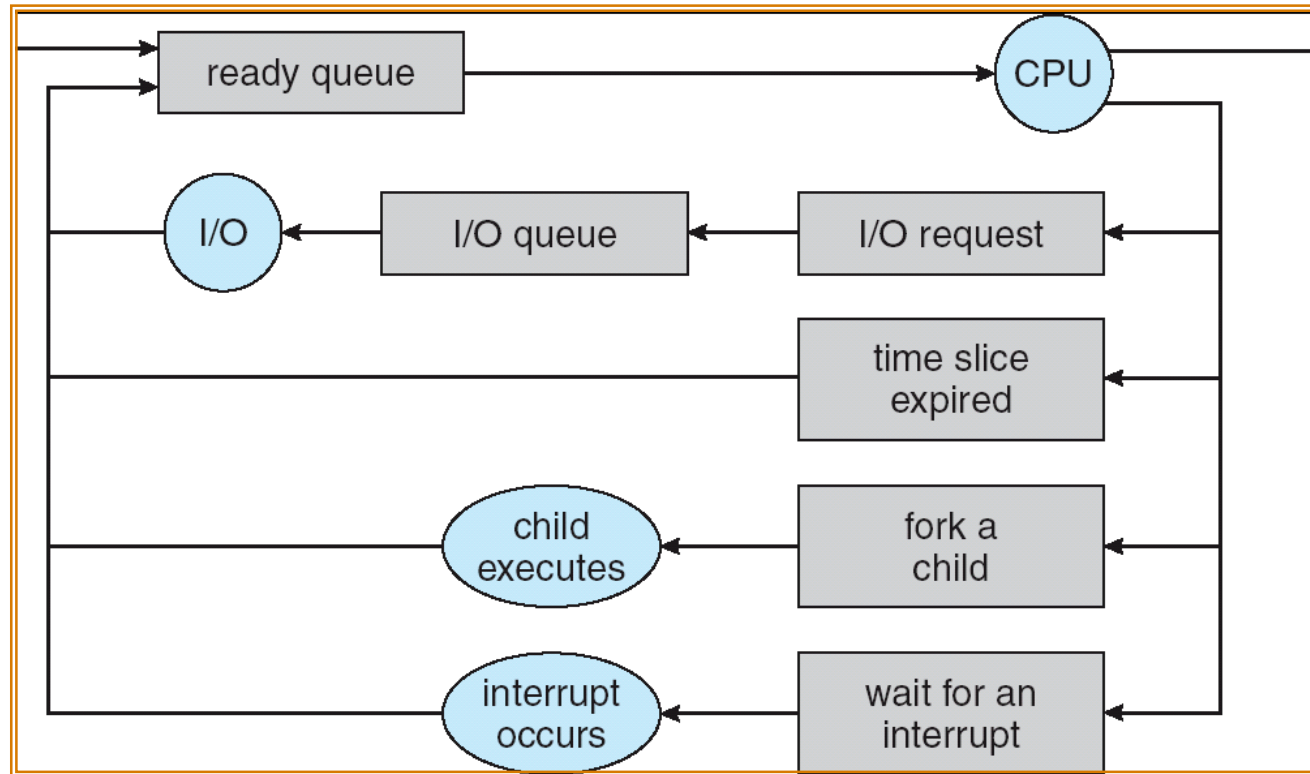 ready queue
CPU
I/O
I/O queue
I/O request
time slice
expired
child
executes
fork a
child
interrupt
occurs
wait for an
interrupt